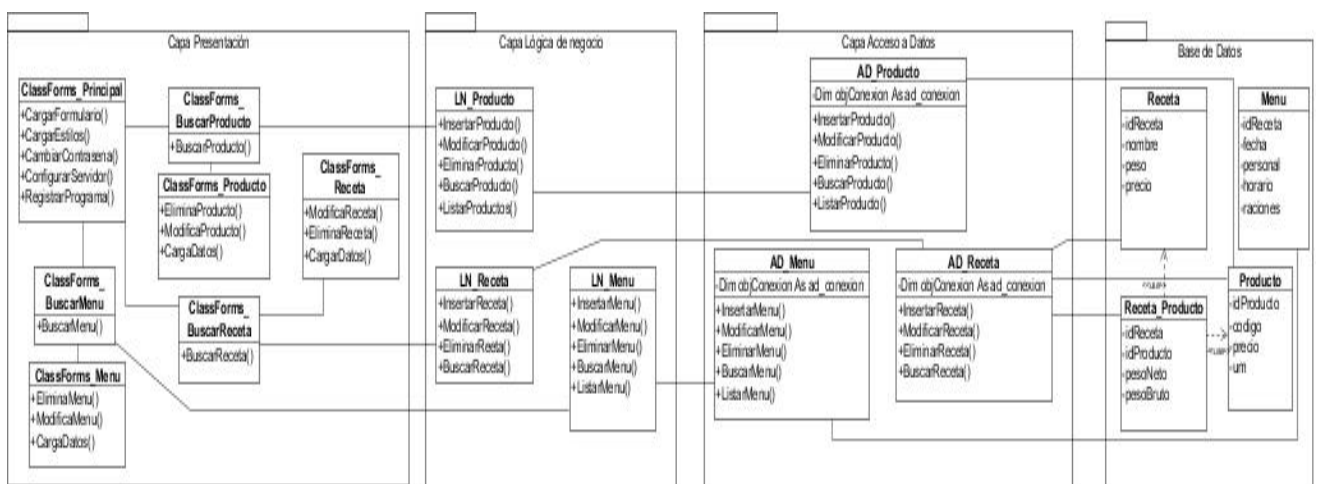 Capa Presentación
ClassForms_Principal
+CargarFormulario()
+CargarEstilos()
+CambiarContrasena()
+ConfigurarServidor()
+RegistrarPrograma()
ClassForms_
BuscarProducto
+BuscarProducto()
ClassForms_Producto
+EliminaProducto()
+ModificaProducto()
+CargaDatos()
ClassForms_
Receta
+ModificaReceta()
+EliminaReceta()
+CargarDatos()
ClassForms_
BuscarMenu
+BuscarMenu()
ClassForms_
BuscarReceta
+BuscarReceta()
ClassForms_Menu
+EliminaMenu()
+ModificaMenu()
+CargaDatos()
Capa Lógica de negocio
LN_Producto
+InsertarProducto()
+ModificarProducto()
+EliminarProducto()
+BuscarProducto()
+ListarProductos()
LN_Receta
+InsertarReceta()
+ModificarReceta()
+EliminarReeta()
+BuscarReceta()
LN_Menu
+InsertarMenu()
+ModificarMenu()
+EliminarMenu()
+BuscarMenu()
+ListarMenu()
Capa Acceso a Datos
AD_Producto
-Dim objConexion As ad_conexion
+InsertarProducto()
+ModificarProducto()
+EliminarProducto()
+BuscarProducto()
+ListarProducto()
AD_Menu
-Dim objConexion As ad_conexion
+InsertarMenu()
+ModificarMenu()
+EliminarMenu()
+BuscarMenu()
+ListarMenu()
AD_Receta
-Dim objConexion As ad_conexion
+InsertarReceta()
+ModificarReceta()
+EliminarReceta()
+BuscarReceta()
Base de Datos
Receta
-idReceta
-nombre
-peso
-precio
Menu
-idReceta
-fecha
-personal
-horario
-raciones
Receta_Producto
-idReceta
-idProducto
-pesoNeto
-pesoBruto
Producto
-idProducto
-codigo
-precio
-um